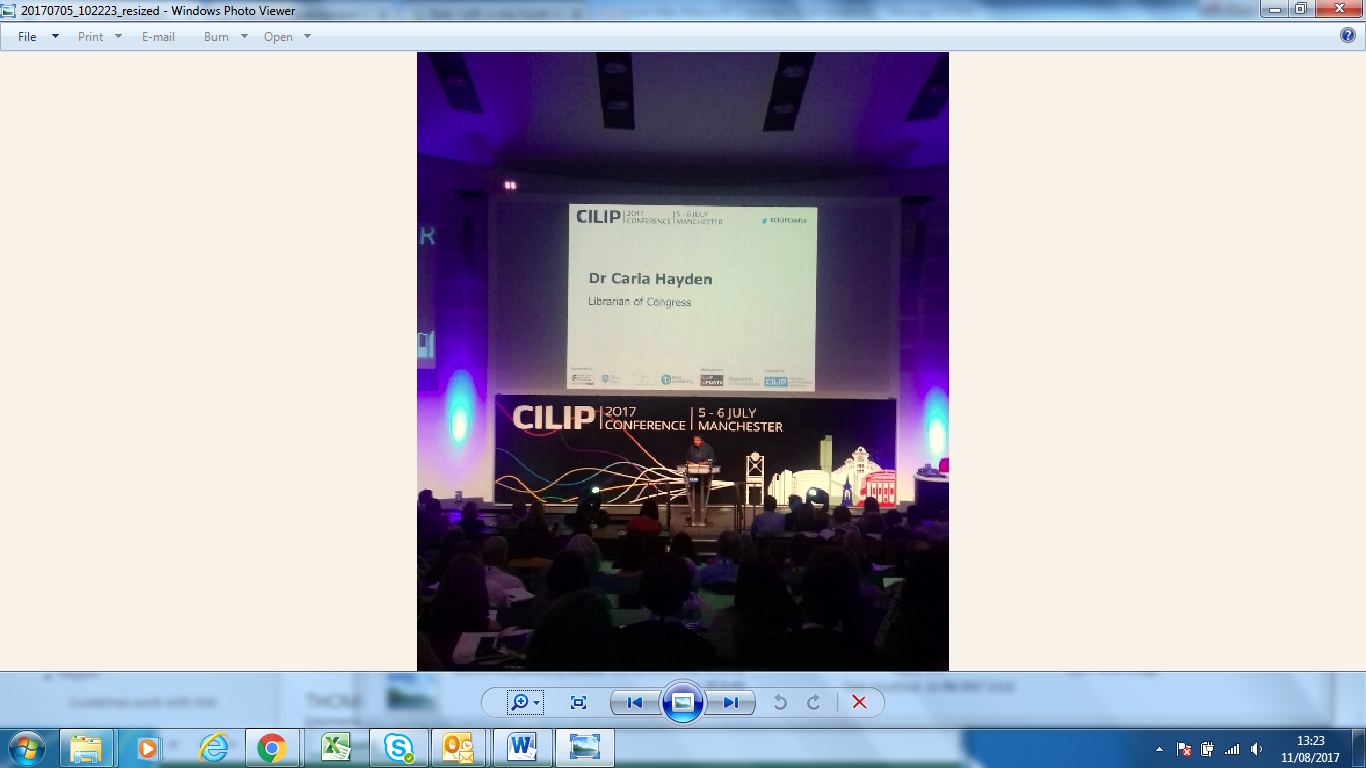 20170705_102223_resized - Windows Photo Viewer
File Print E-mail Burn Open
CILIP 2017 CONFERENCE 5 - 6 JULY MANCHESTER
#CILIPConf17
R
Dr Carla Hayden
Librarian of Congress
CILIP
CILIP 2017 CONFERENCE 5 - 6 JULY MANCHESTER
13:23
11/08/2017